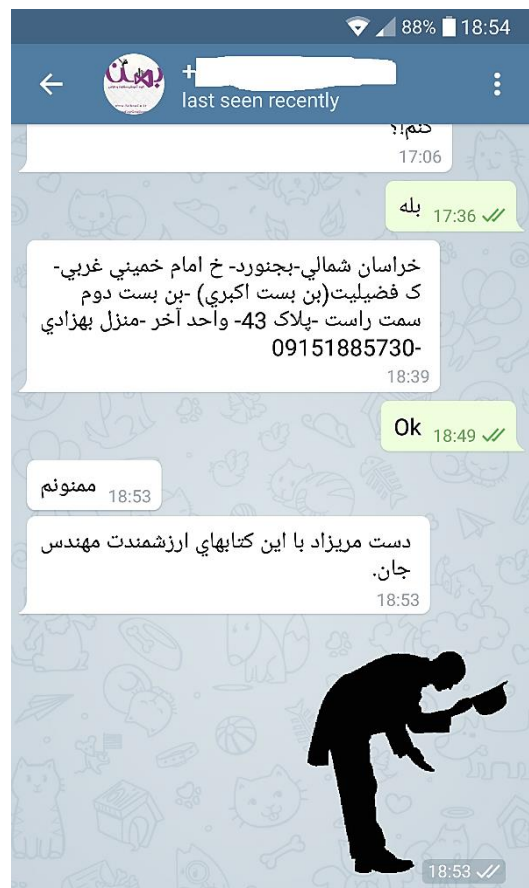 88% 18:54
بهتا
+
last seen recently
کنم!؟
17:06
بله
17:36
خراسان شمالي-بجنورد- خ امام خميني غربي-
ک فضيليت(بن بست اکبري) -بن بست دوم
سمت راست -پلاک 43- واحد آخر -منزل بهزادي
-09151885730
18:39
Ok
18:49
ممنونم
18:53
دست مريزاد با اين کتابهاي ارزشمندت مهندس
جان.
18:53
18:53